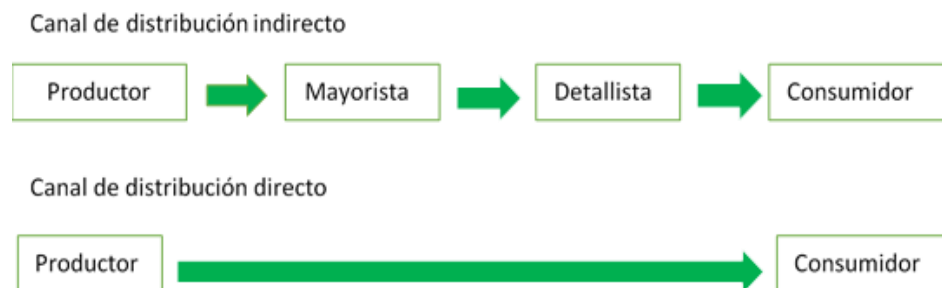 Canal de distribución indirecto
Productor Mayorista Detallista Consumidor
Canal de distribución directo
Productor Consumidor